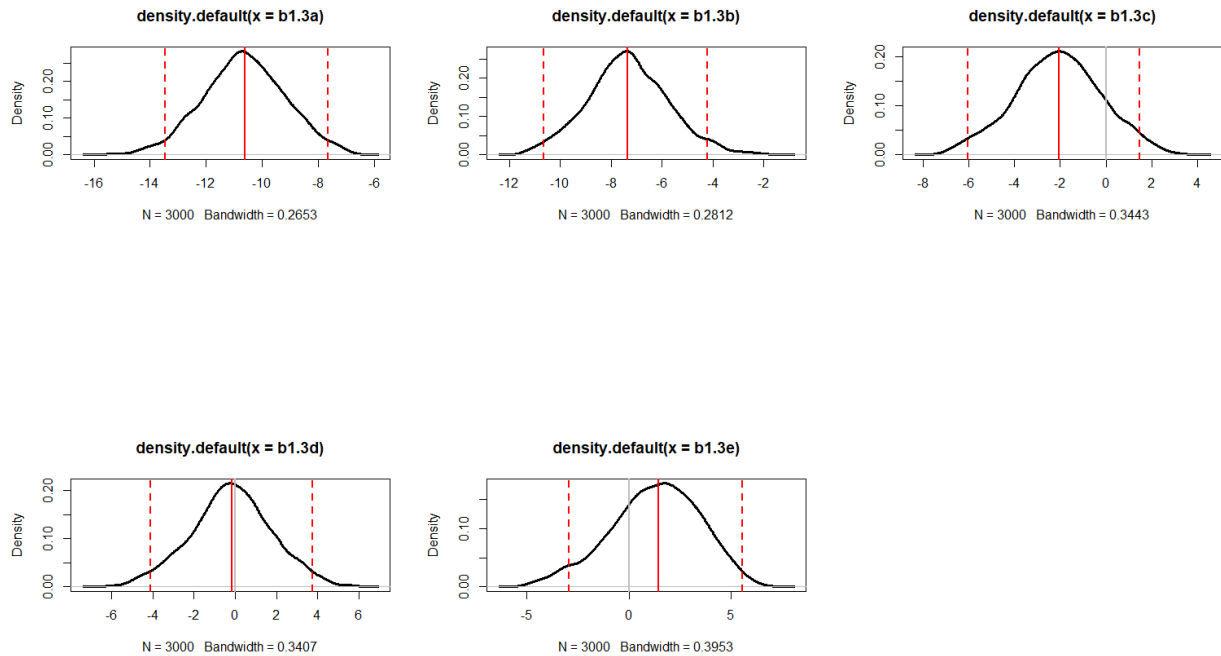 density.default(x = b1.3a)
Density
0.00 0.10 0.20
-16 -14 -12 -10 -8 -6
N = 3000 Bandwidth = 0.2653
density.default(x = b1.3b)
Density
0.00 0.10 0.20
-12 -10 -8 -6 -4 -2
N = 3000 Bandwidth = 0.2812
density.default(x = b1.3c)
Density
0.00 0.10 0.20
-8 -6 -4 -2 0 2 4
N = 3000 Bandwidth = 0.3443
density.default(x = b1.3d)
Density
0.00 0.10 0.20
-6 -4 -2 0 2 4 6
N = 3000 Bandwidth = 0.3407
density.default(x = b1.3e)
Density
0.00 0.10
-5 0 5
N = 3000 Bandwidth = 0.3953